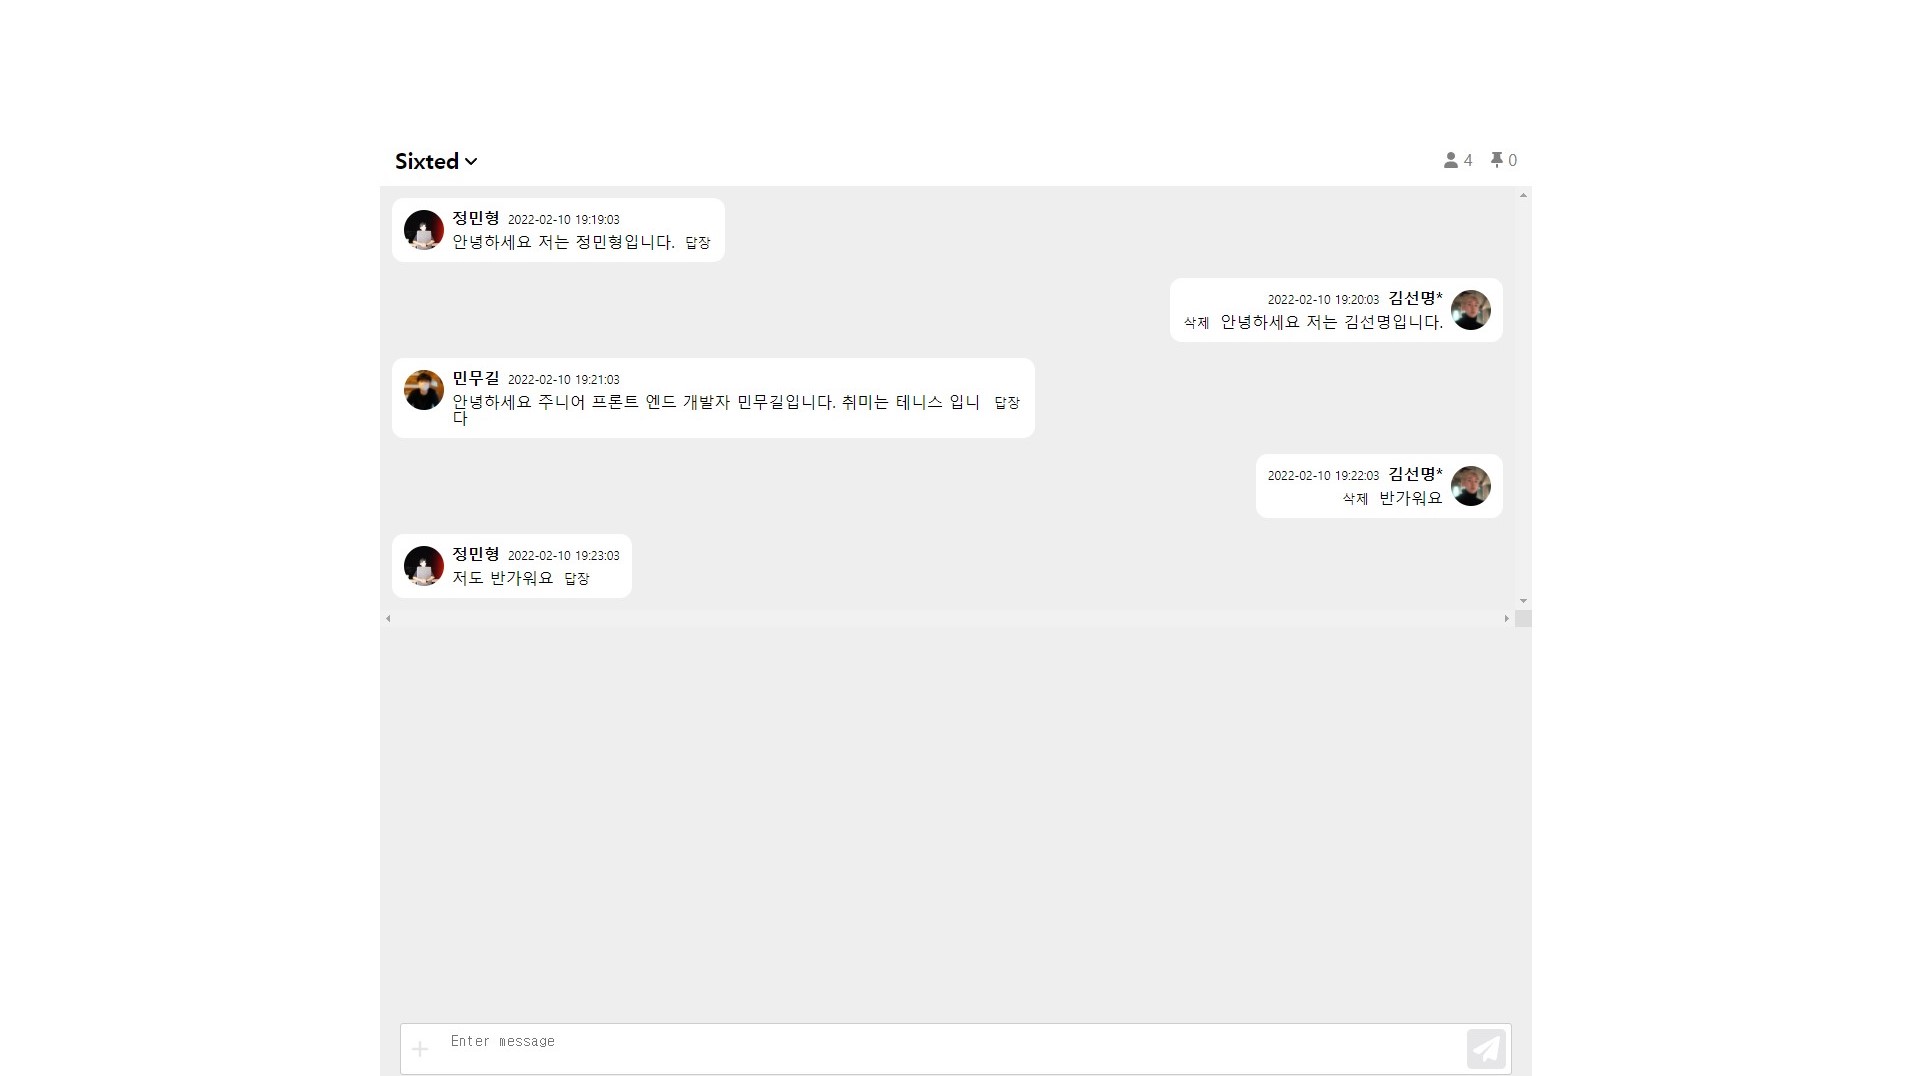 Sixted
4 0
정민형 2022-02-10 19:19:03
안녕하세요 저는 정민형입니다. 답장
2022-02-10 19:20:03 김선명*
삭제 안녕하세요 저는 김선명입니다.
민무길 2022-02-10 19:21:03
안녕하세요 주니어 프론트 엔드 개발자 민무길입니다. 취미는 테니스 입니 답장
다
2022-02-10 19:22:03 김선명*
삭제 반가워요
정민형 2022-02-10 19:23:03
저도 반가워요 답장
Enter message